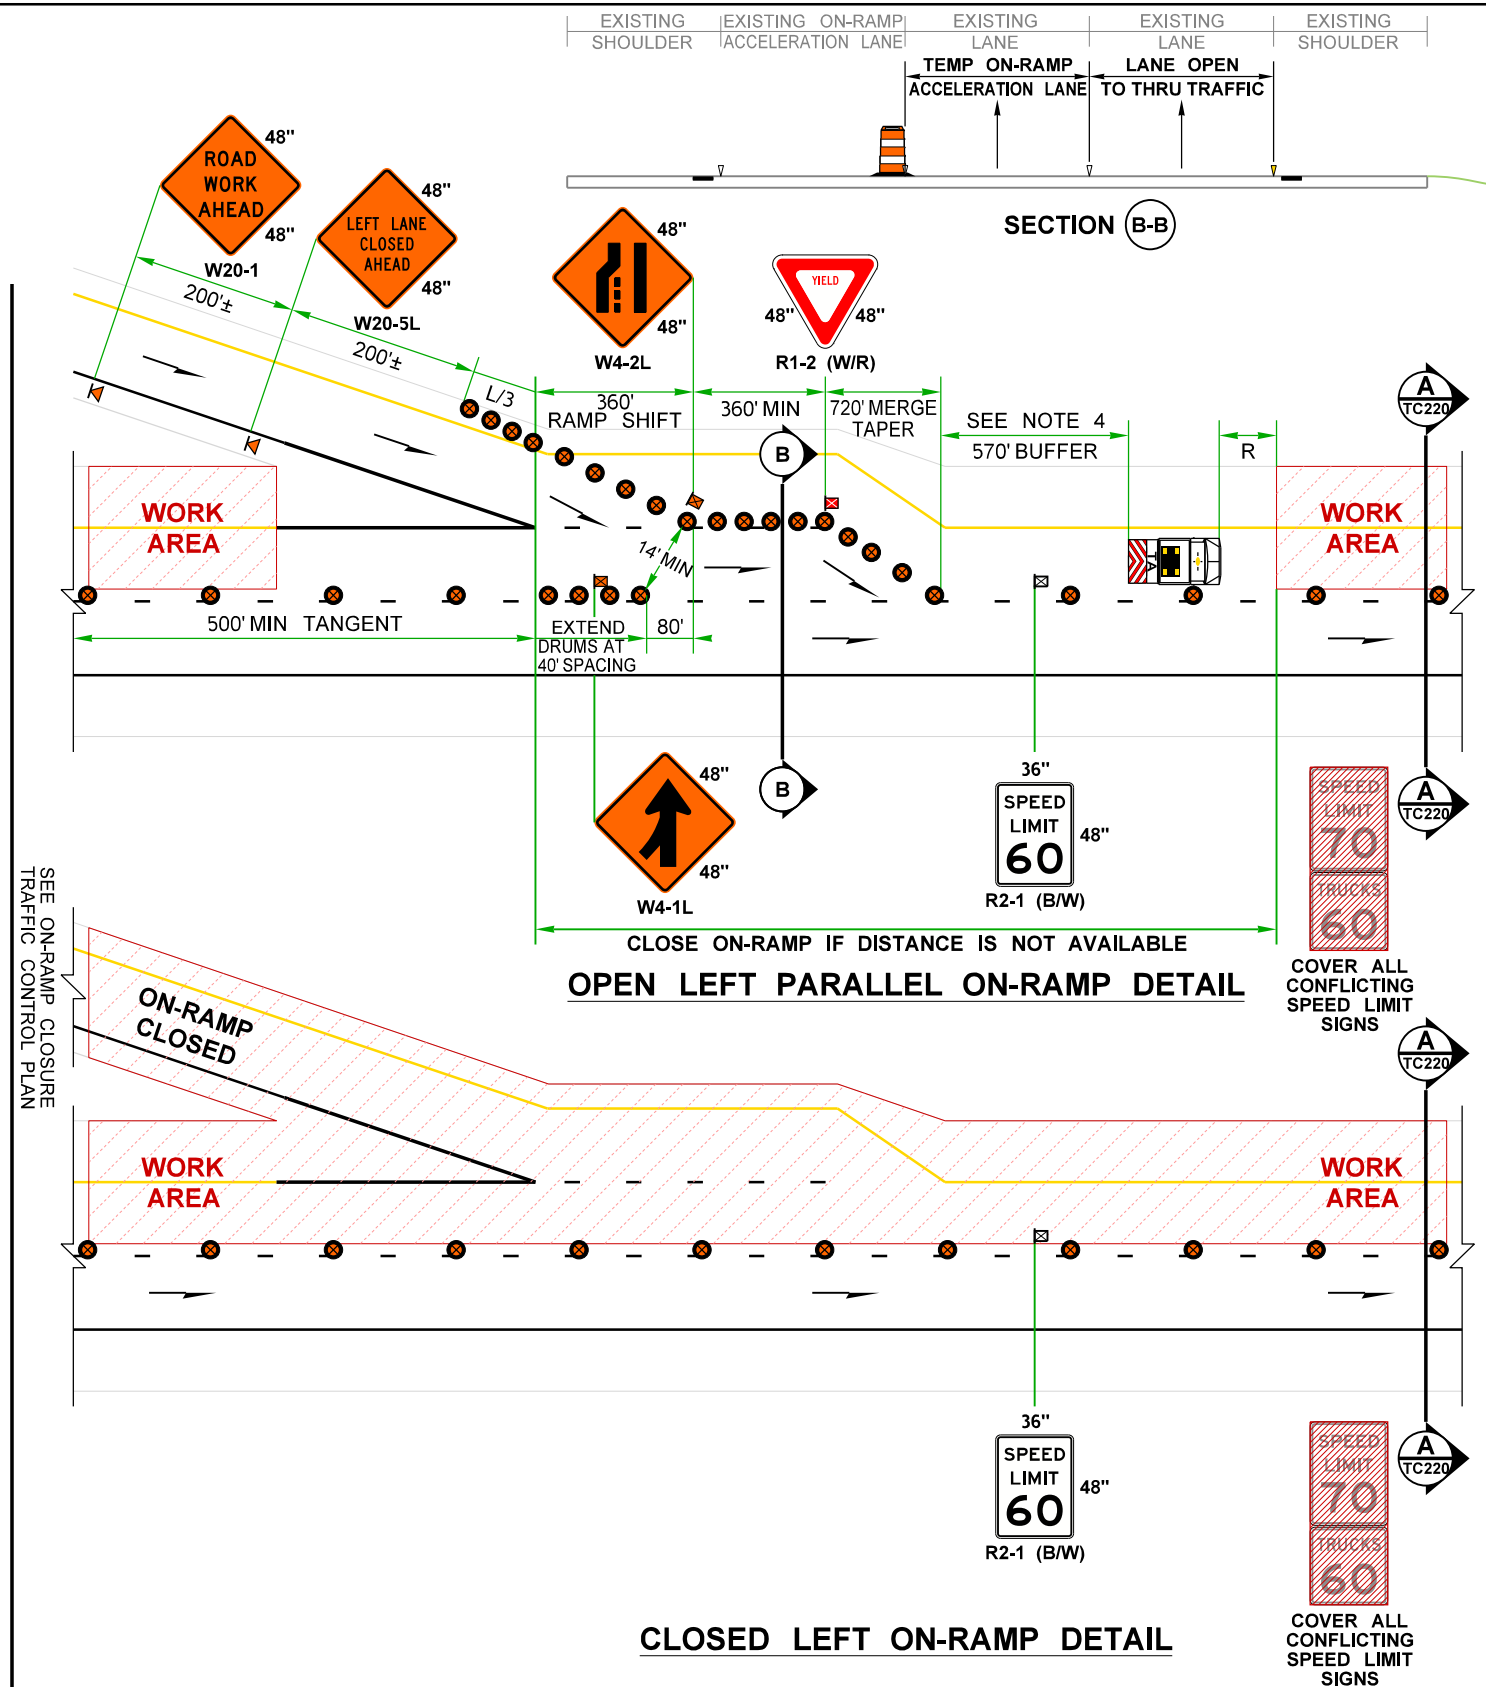 EXISTING SHOULDER
EXISTING ON-RAMP ACCELERATION LANE
EXISTING LANE
EXISTING LANE
EXISTING SHOULDER
TEMP ON-RAMP
ACCELERATION LANE
LANE OPEN
TO THRU TRAFFIC
SECTION B-B
ROAD
WORK
AHEAD
48"
48"
W20-1
LEFT LANE
CLOSED
AHEAD
48"
48"
W20-5L
48"
48"
W4-2L
YIELD
48"
48"
R1-2 (W/R)
200'±
200'±
L/3
360'
RAMP SHIFT
360' MIN
720' MERGE
TAPER
SEE NOTE 4
570' BUFFER
R
A
TC220
B
WORK
AREA
14' MIN
WORK
AREA
500' MIN TANGENT
EXTEND
DRUMS AT
40' SPACING
80'
48"
48"
W4-1L
B
36"
SPEED
LIMIT
60
48"
R2-1 (B/W)
SPEED
LIMIT
70
TRUCKS
60
A
TC220
COVER ALL
CONFLICTING
SPEED LIMIT
SIGNS
CLOSE ON-RAMP IF DISTANCE IS NOT AVAILABLE
OPEN LEFT PARALLEL ON-RAMP DETAIL
SEE ON-RAMP CLOSURE
TRAFFIC CONTROL PLAN
ON-RAMP
CLOSED
A
TC220
WORK
AREA
WORK
AREA
36"
SPEED
LIMIT
60
48"
R2-1 (B/W)
SPEED
LIMIT
70
TRUCKS
60
A
TC220
COVER ALL
CONFLICTING
SPEED LIMIT
SIGNS
CLOSED LEFT ON-RAMP DETAIL